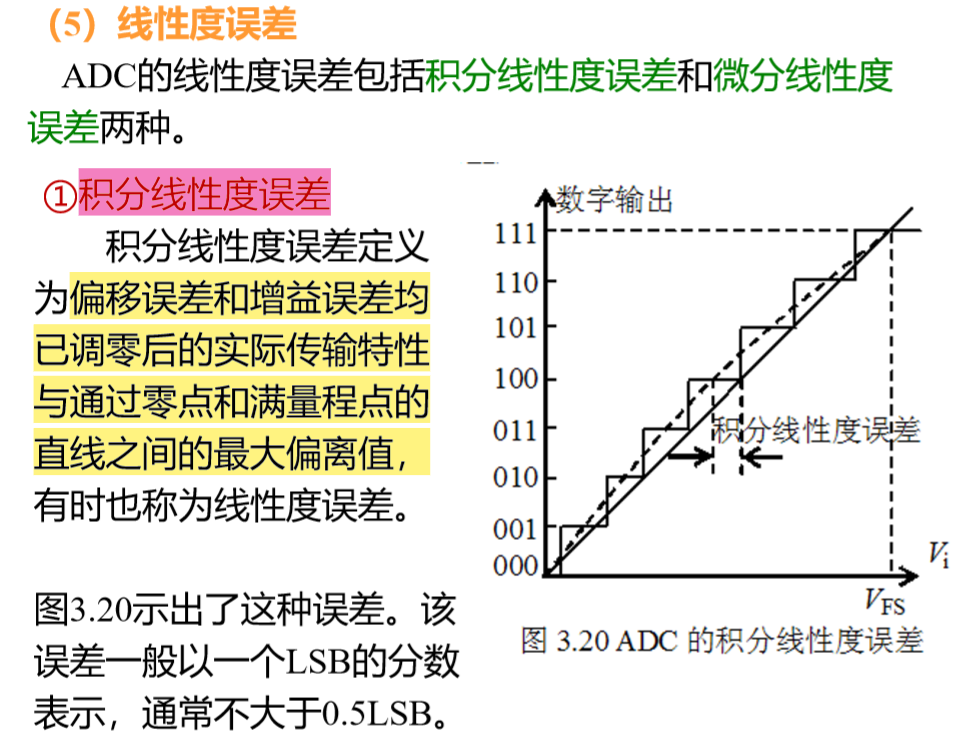 （5）线性度误差
ADC的线性度误差包括积分线性度误差和微分线性度
误差两种。
①积分线性度误差
积分线性度误差定义
为偏移误差和增益误差均
已调零后的实际传输特性
与通过零点和满量程点的
直线之间的最大偏离值，
有时也称为线性度误差。
图3.20示出了这种误差。该
误差一般以一个LSB的分数
表示，通常不大于0.5LSB。
数字输出
111
110
101
100
011
010
001
000
积分线性度误差
Vi
VFS
图 3.20 ADC 的积分线性度误差